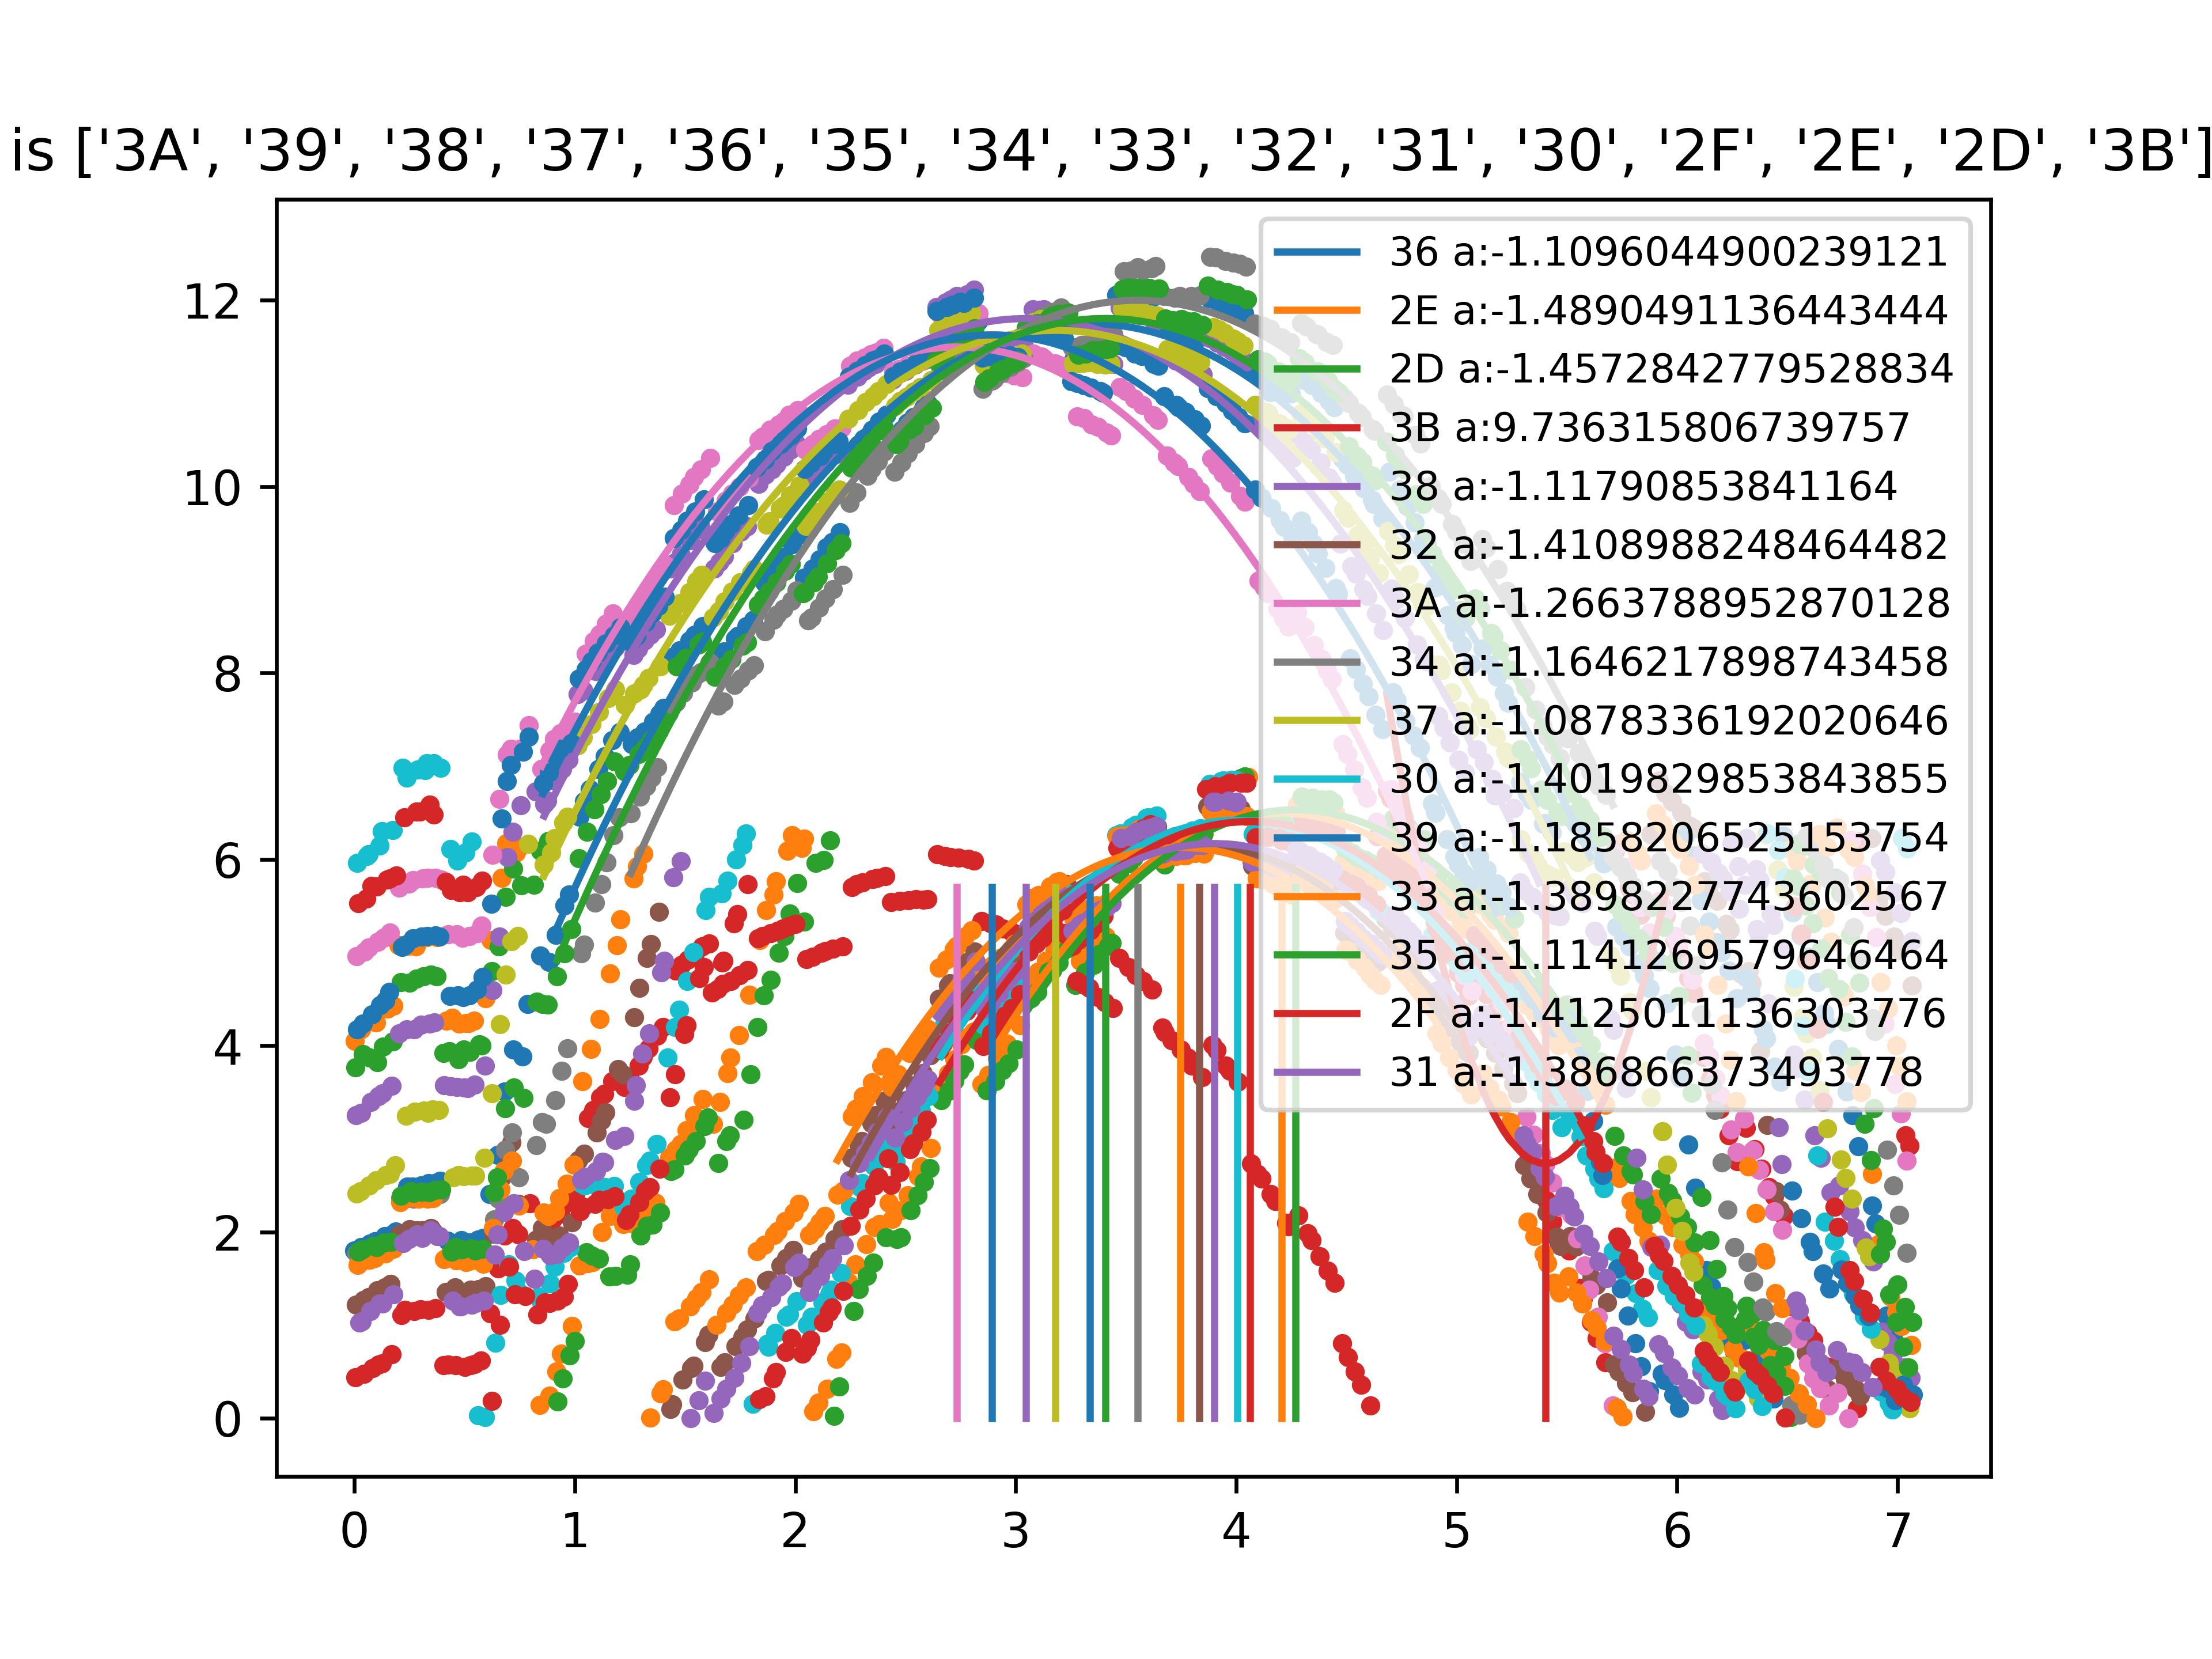 is ['3A', '39', '38', '37', '36', '35', '34', '33', '32', '31', '30', '2F', '2E', '2D', '3B']
36 a:-1.1096044900239121
2E a:-1.4890491136443444
2D a:-1.4572842779528834
3B a:9.736315806739757
38 a:-1.11790853841164
32 a:-1.4108988248464482
3A a:-1.2663788952870128
34 a:-1.1646217898743458
37 a:-1.0878336192020646
30 a:-1.4019829853843855
39 a:-1.1858206525153754
33 a:-1.3898227743602567
35 a:-1.1141269579646464
2F a:-1.4125011136303776
31 a:-1.386866373493778
12
10
8
6
4
2
0
0 1 2 3 4 5 6 7